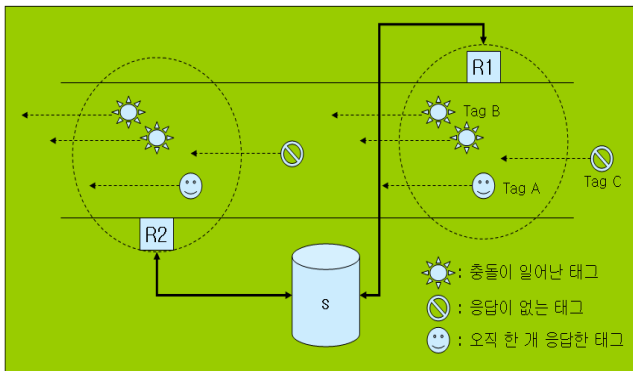 R1
Tag B
Tag C
Tag A
R2
S
: 충돌이 일어난 태그
: 응답이 없는 태그
: 오직 한 개 응답한 태그